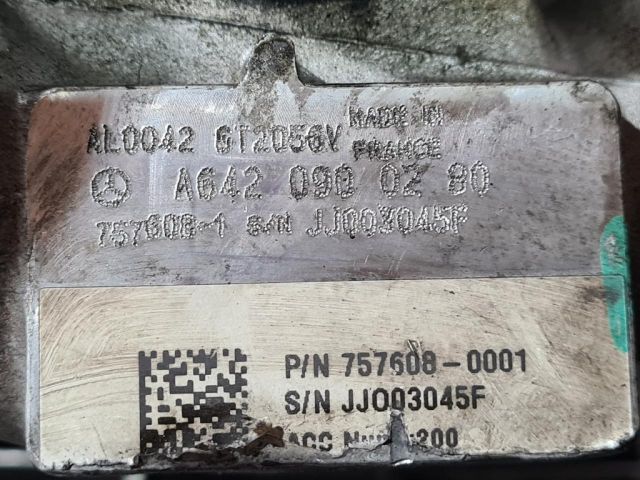 AL0042 GT2056V MADE IN FRANCE
A642 090 02 80
757608-1 S/N JJ003045F
P/N 757608-0001
S/N JJ003045F